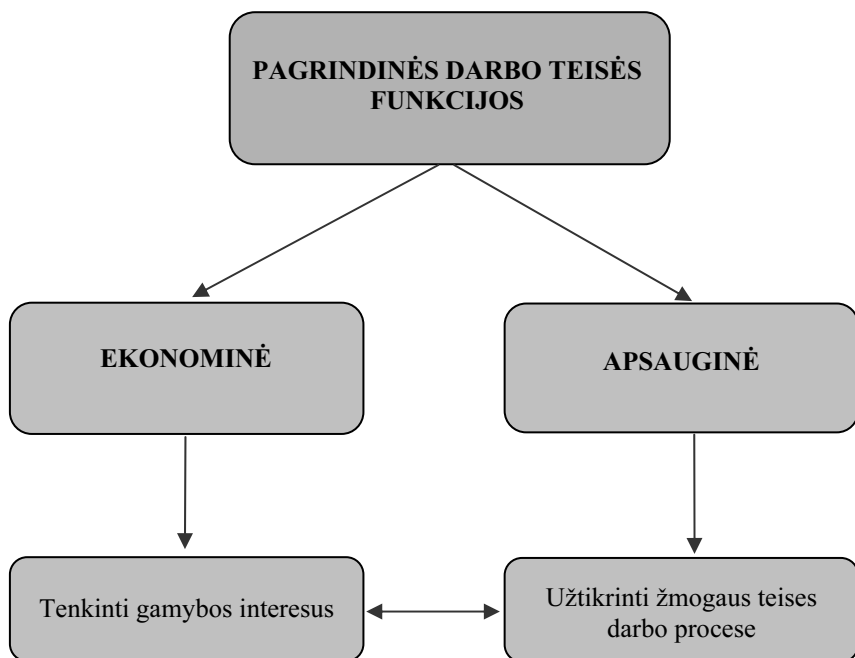 PAGRINDINĖS DARBO TEISĖS
FUNKCIJOS
EKONOMINĖ
APSAUGINĖ
Tenkinti gamybos interesus
Užtikrinti žmogaus teises
darbo procese